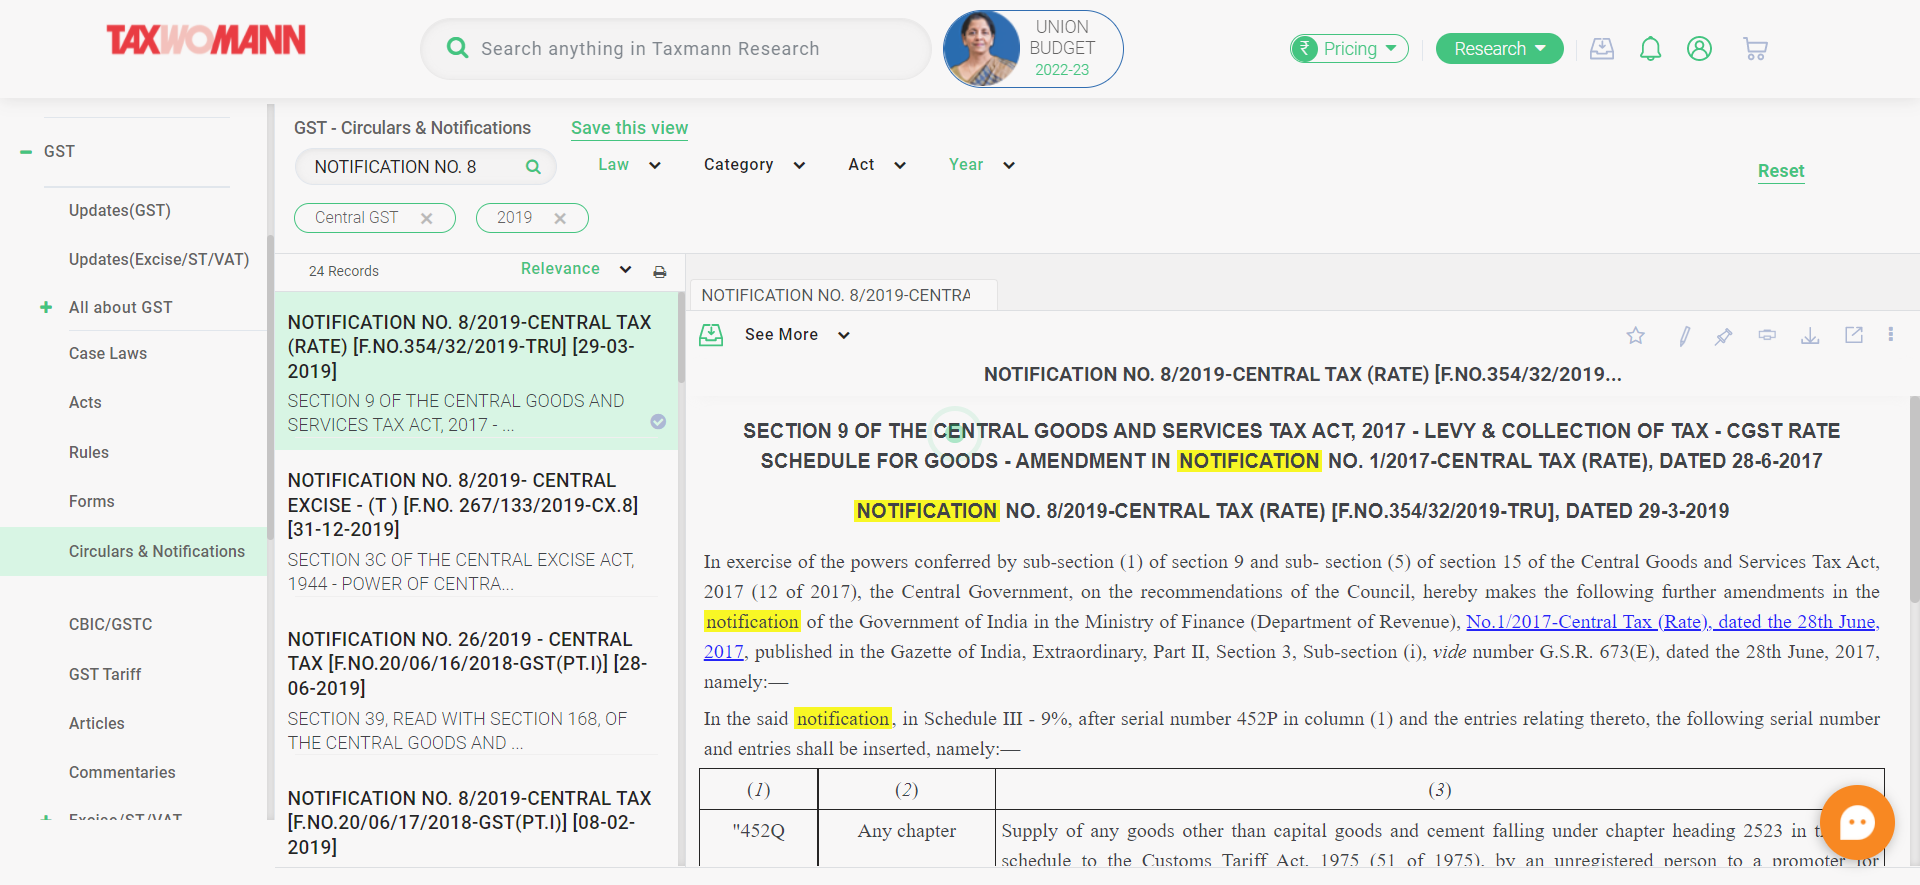 TAXWOMANN
Search anything in Taxmann Research
UNION
BUDGET
2022-23
₹ Pricing
Research
GST
Updates(GST)
Updates(Excise/ST/VAT)
All about GST
Case Laws
Acts
Rules
Forms
Circulars & Notifications
CBIC/GSTC
GST Tariff
Articles
Commentaries
Excise/ST/VAT
GST - Circulars & Notifications
Save this view
NOTIFICATION NO. 8
Law
Category
Act
Year
Reset
Central GST
2019
24 Records
Relevance
NOTIFICATION NO. 8/2019-CENTRAL TAX
(RATE) [F.NO.354/32/2019-TRU] [29-03-
2019]
SECTION 9 OF THE CENTRAL GOODS AND
SERVICES TAX ACT, 2017 - ...
NOTIFICATION NO. 8/2019- CENTRAL
EXCISE - (T ) [F.NO. 267/133/2019-CX.8]
[31-12-2019]
SECTION 3C OF THE CENTRAL EXCISE ACT,
1944 - POWER OF CENTRA...
NOTIFICATION NO. 26/2019 - CENTRAL
TAX [F.NO.20/06/16/2018-GST(PT.I)] [28-
06-2019]
SECTION 39, READ WITH SECTION 168, OF
THE CENTRAL GOODS AND ...
NOTIFICATION NO. 8/2019-CENTRAL TAX
[F.NO.20/06/17/2018-GST(PT.I)] [08-02-
2019]
NOTIFICATION NO. 8/2019-CENTRA
See More
NOTIFICATION NO. 8/2019-CENTRAL TAX (RATE) [F.NO.354/32/2019...
SECTION 9 OF THE CENTRAL GOODS AND SERVICES TAX ACT, 2017 - LEVY & COLLECTION OF TAX - CGST RATE
SCHEDULE FOR GOODS - AMENDMENT IN NOTIFICATION NO. 1/2017-CENTRAL TAX (RATE), DATED 28-6-2017
NOTIFICATION NO. 8/2019-CENTRAL TAX (RATE) [F.NO.354/32/2019-TRU], DATED 29-3-2019
In exercise of the powers conferred by sub-section (1) of section 9 and sub- section (5) of section 15 of the Central Goods and Services Tax Act,
2017 (12 of 2017), the Central Government, on the recommendations of the Council, hereby makes the following further amendments in the
notification of the Government of India in the Ministry of Finance (Department of Revenue), No.1/2017-Central Tax (Rate), dated the 28th June,
2017, published in the Gazette of India, Extraordinary, Part II, Section 3, Sub-section (i), vide number G.S.R. 673(E), dated the 28th June, 2017,
namely:—
In the said notification, in Schedule III - 9%, after serial number 452P in column (1) and the entries relating thereto, the following serial number
and entries shall be inserted, namely:—
(1) (2) (3)
"452Q Any chapter Supply of any goods other than capital goods and cement falling under chapter heading 2523 in
schedule to the Customs Tariff Act, 1975 (51 of 1975), by an unregistered person to a promoter for